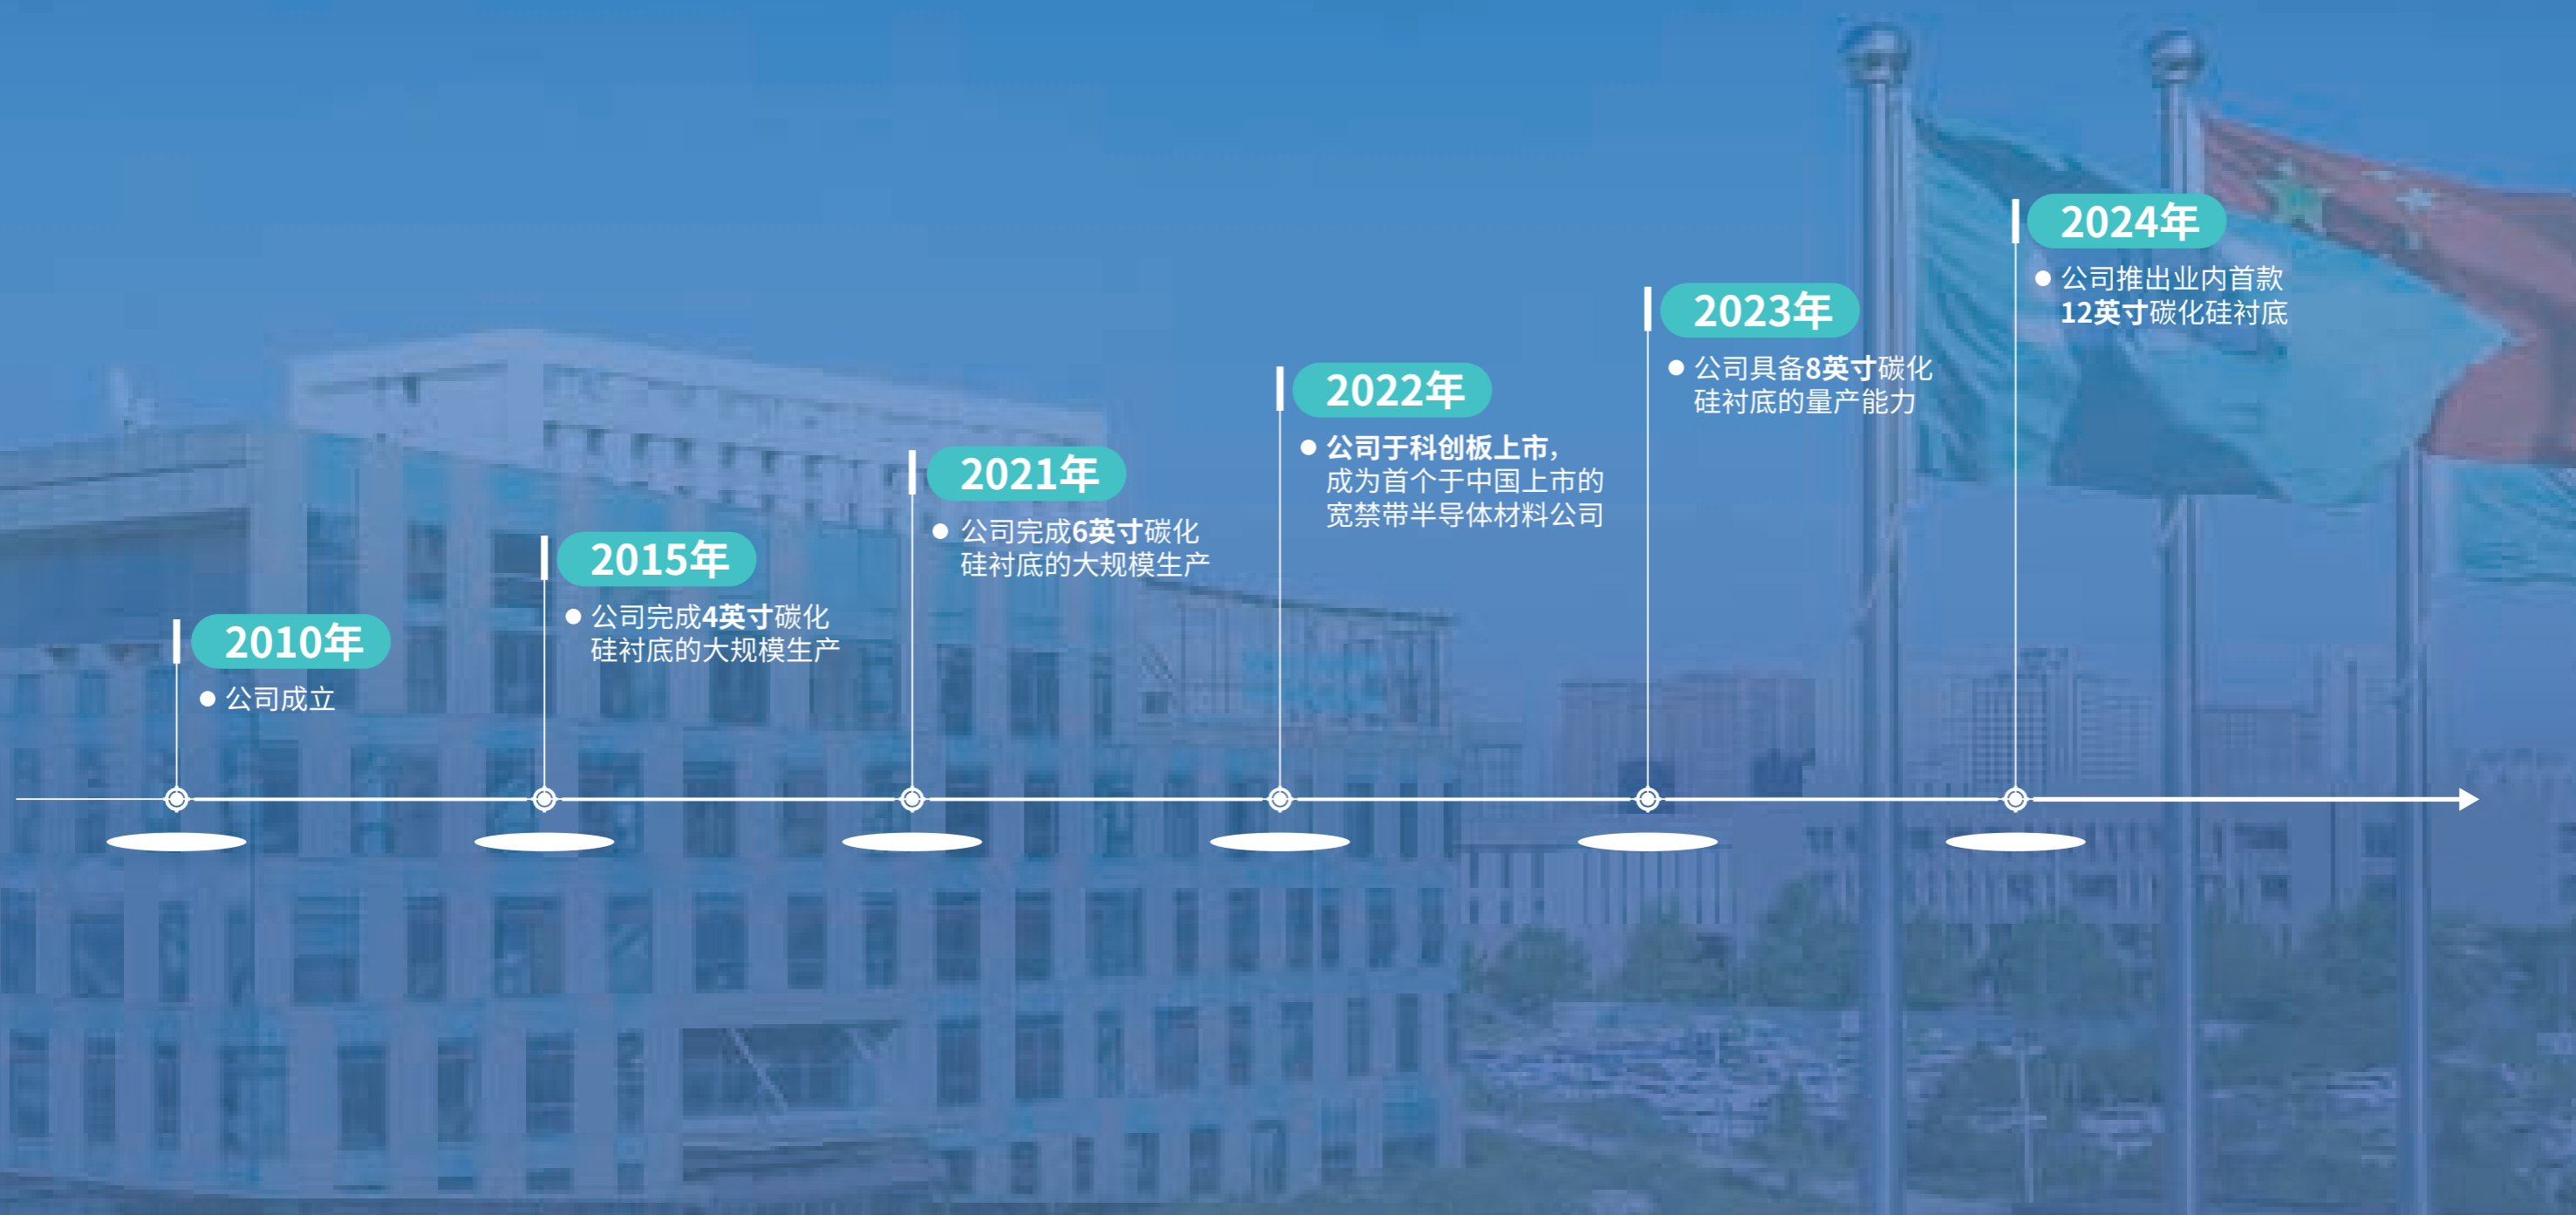 2010年
公司成立
2015年
公司完成4英寸碳化
硅衬底的大规模生产
2021年
公司完成6英寸碳化
硅衬底的大规模生产
2022年
公司于科创板上市，
成为首个于中国上市的
宽禁带半导体材料公司
2023年
公司具备8英寸碳化
硅衬底的量产能力
2024年
公司推出业内首款
12英寸碳化硅衬底